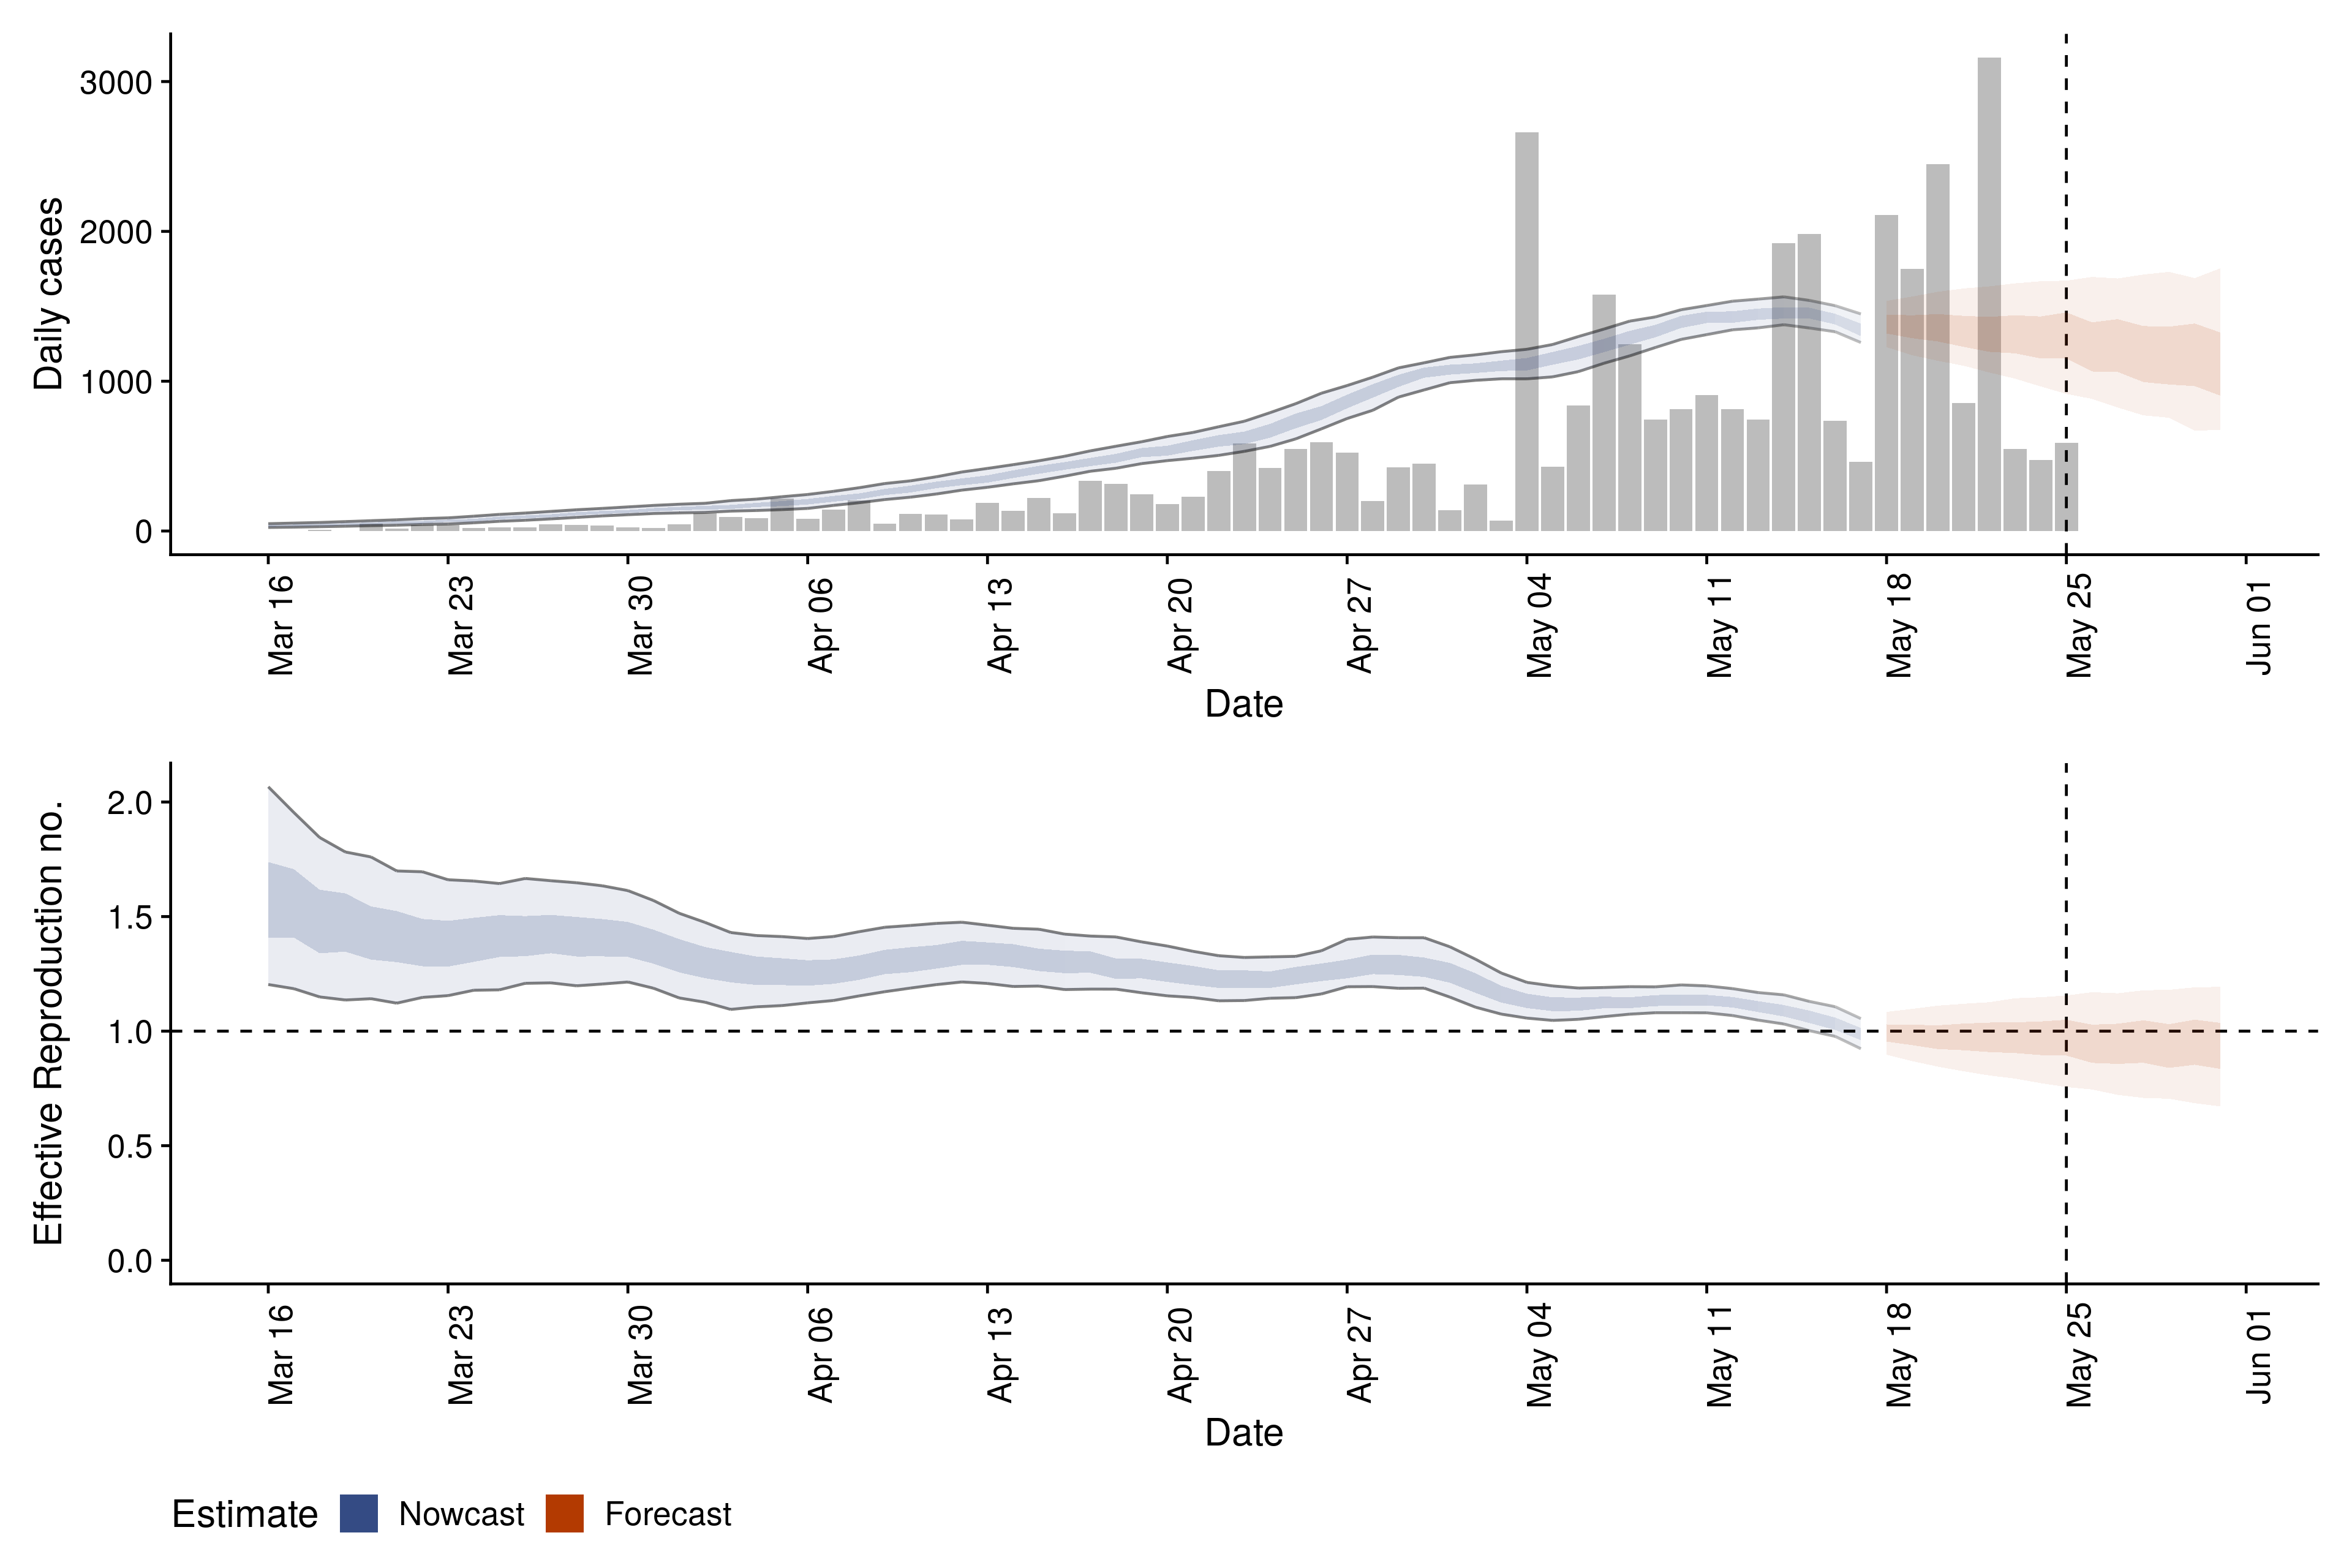 Daily cases
3000
2000
1000
0
Mar 16
Mar 23
Mar 30
Apr 06
Apr 13
Apr 20
Apr 27
May 04
May 11
May 18
May 25
Jun 01
Date
Effective Reproduction no.
2.0
1.5
1.0
0.5
0.0
Mar 16
Mar 23
Mar 30
Apr 06
Apr 13
Apr 20
Apr 27
May 04
May 11
May 18
May 25
Jun 01
Date
Estimate Nowcast Forecast